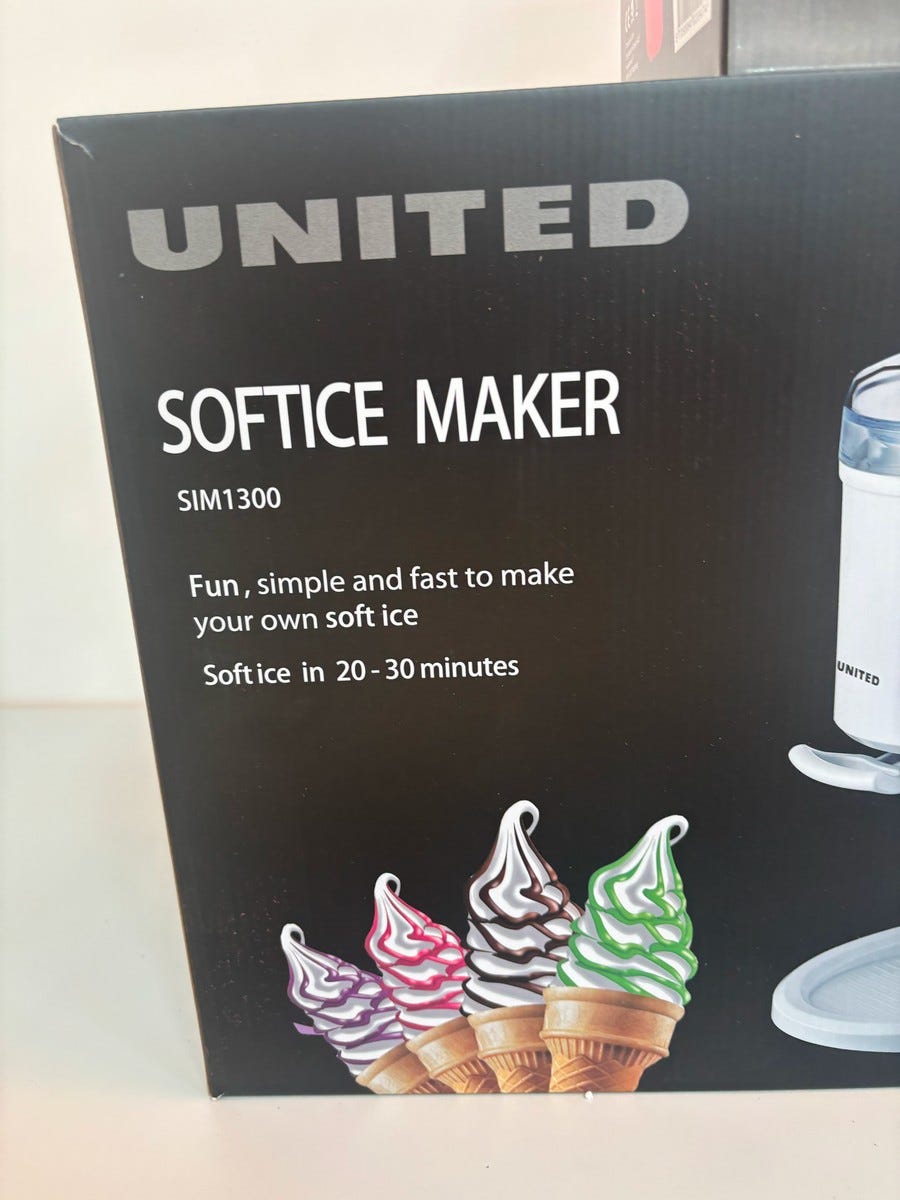 UNITED
SOFTICE MAKER
SIM1300
Fun, simple and fast to make
your own soft ice
Soft ice in 20-30 minutes
UNITED